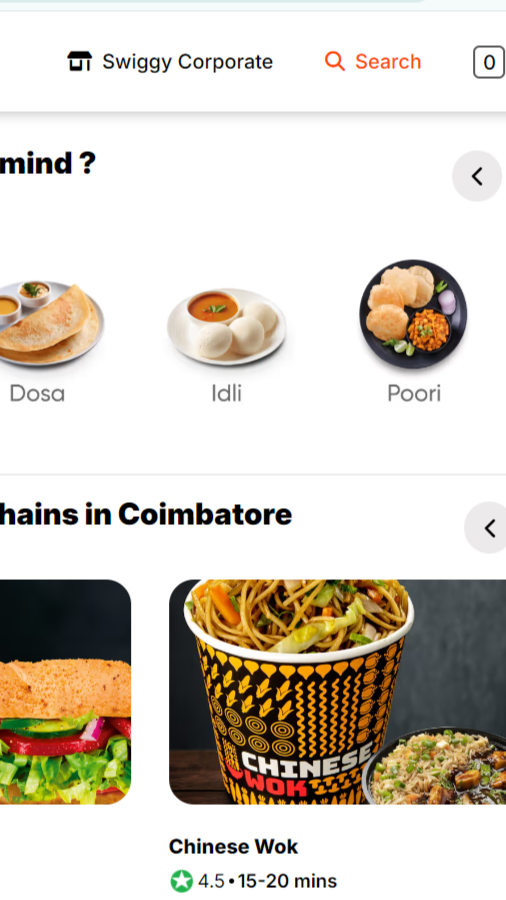 Swiggy Corporate
Search
0
mind ?
Dosa
Idli
Poori
hains in Coimbatore
CHINESE
WOK
Chinese Wok
4.5 • 15-20 mins